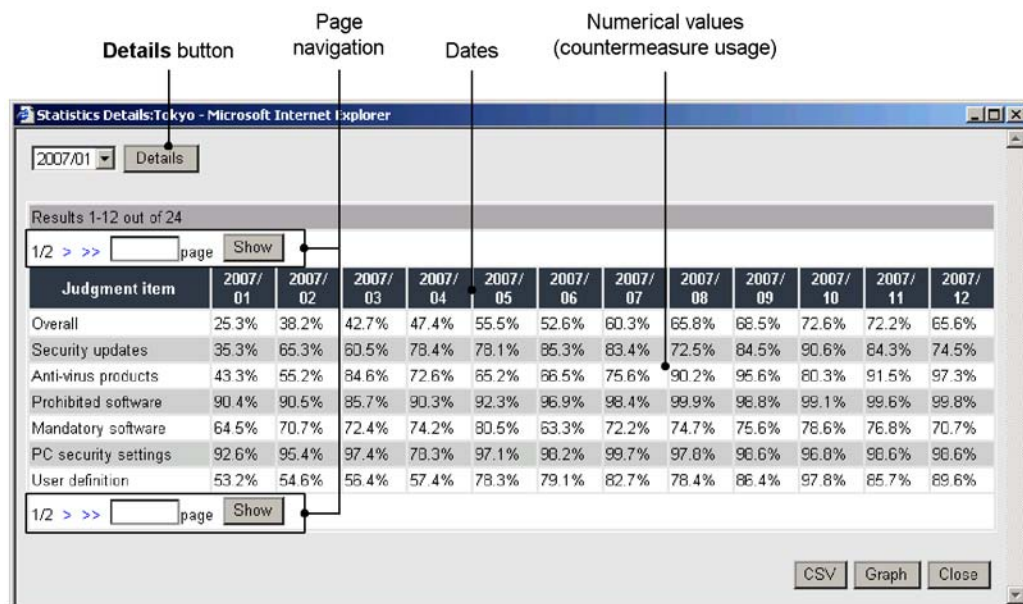 Details button
Page navigation
Dates
Numerical values (countermeasure usage)
Statistics Details:Tokyo - Microsoft Internet Explorer
2007/01 Details
Results 1-12 out of 24
1/2 > >> page Show
Judgment item 2007/01 2007/02 2007/03 2007/04 2007/05 2007/06 2007/07 2007/08 2007/09 2007/10 2007/11 2007/12
Overall 25.3% 38.2% 42.7% 47.4% 55.5% 52.6% 60.3% 65.8% 68.5% 72.6% 72.2% 65.6%
Security updates 35.3% 65.3% 60.5% 78.4% 78.1% 85.3% 83.4% 72.5% 84.5% 90.6% 84.3% 74.5%
Anti-virus products 43.3% 55.2% 84.6% 72.6% 65.2% 66.5% 75.6% 90.2% 95.6% 80.3% 91.5% 97.3%
Prohibited software 90.4% 90.5% 85.7% 90.3% 92.3% 96.9% 98.4% 99.9% 98.8% 99.1% 99.6% 99.8%
Mandatory software 64.5% 70.7% 72.4% 74.2% 80.5% 63.3% 72.2% 74.7% 75.6% 78.6% 76.8% 70.7%
PC security settings 92.6% 95.4% 97.4% 78.3% 97.1% 98.2% 99.7% 97.8% 98.6% 96.8% 98.6% 98.6%
User definition 53.2% 54.6% 56.4% 57.4% 78.3% 79.1% 82.7% 78.4% 86.4% 97.8% 85.7% 89.6%
1/2 > >> page Show
CSV Graph Close